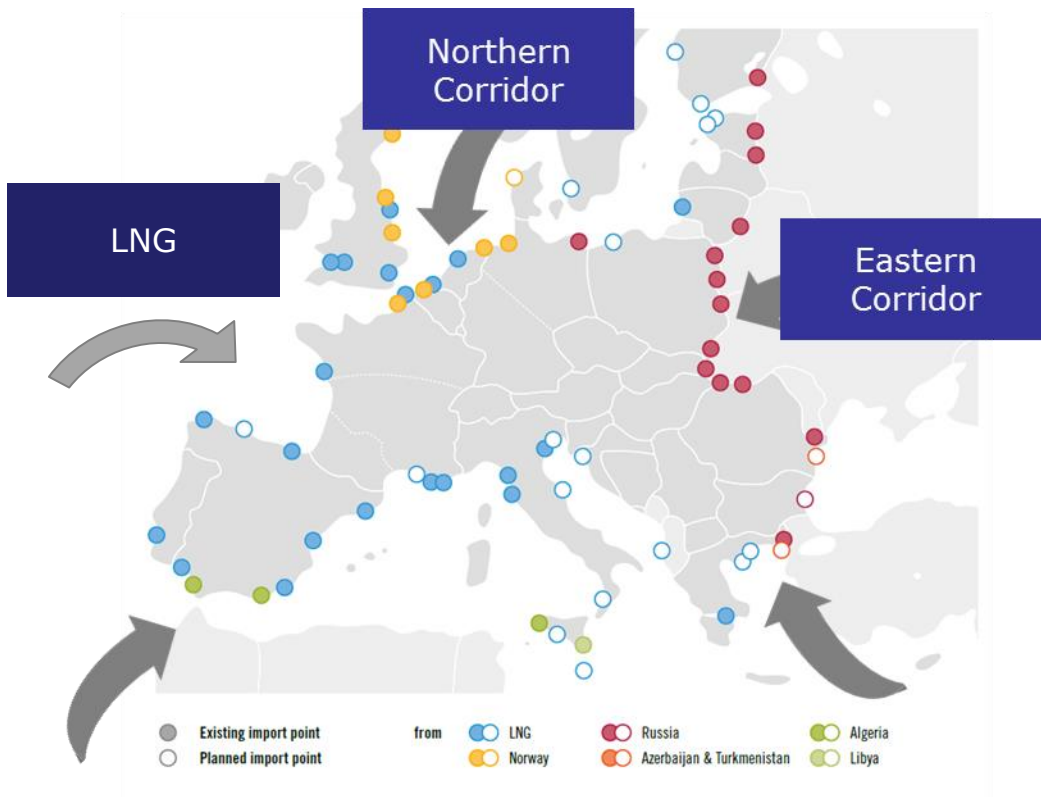 Northern
Corridor
LNG
Eastern
Corridor
Existing import point from LNG Russia Algeria
Planned import point Norway Azerbaijan & Turkmenistan Libya